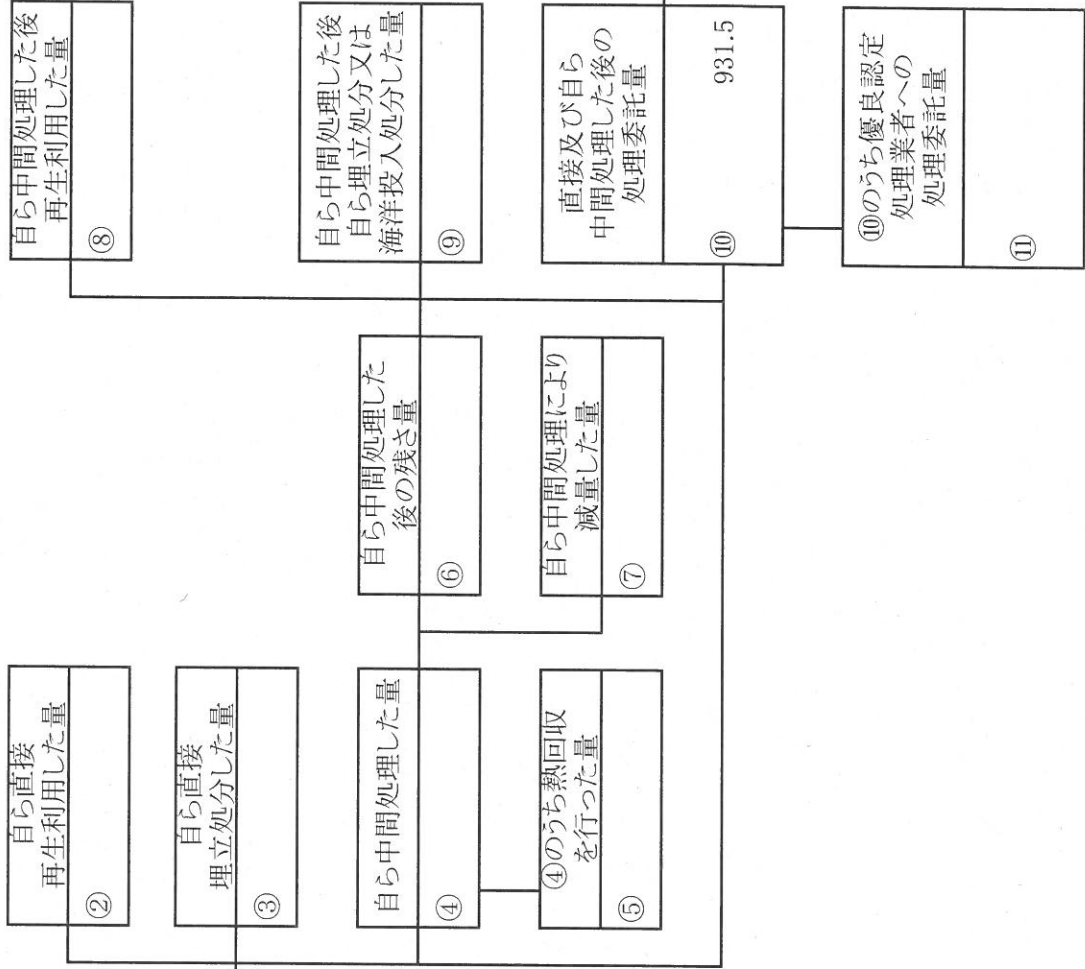 自ら直接
再生利用した量
②
自ら直接
埋立処分した量
③
自ら中間処理した量
④
④のうち熱回収
を行った量
⑤
自ら中間処理した
後の残さ量
⑥
自ら中間処理により
減量した量
⑦
自ら中間処理した後
再生利用した量
⑧
自ら中間処理した後
自ら埋立処分又は
海洋投入処分した量
⑨
直接及び自ら
中間処理した後の
処理委託量
⑩
931.5
⑩のうち優良認定
処理業者への
処理委託量
⑪